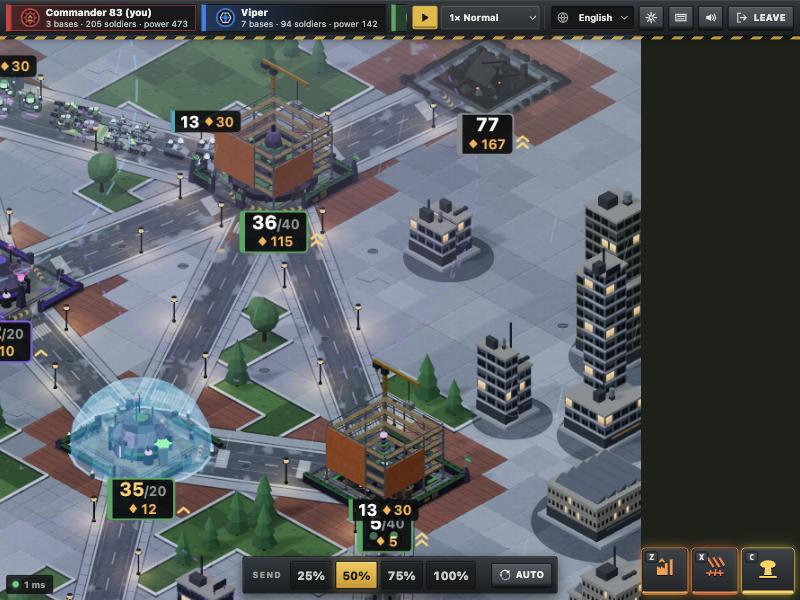 Commander 83 (you)
3 bases · 205 soldiers · power 473
Viper
7 bases · 94 soldiers · power 142
1x Normal
English
LEAVE
30
13 30
77
167
36/40
115
/20
10
35/20
12
13 30
5/40
5
Z
X
C
SEND
25%
50%
75%
100%
AUTO
1 ms